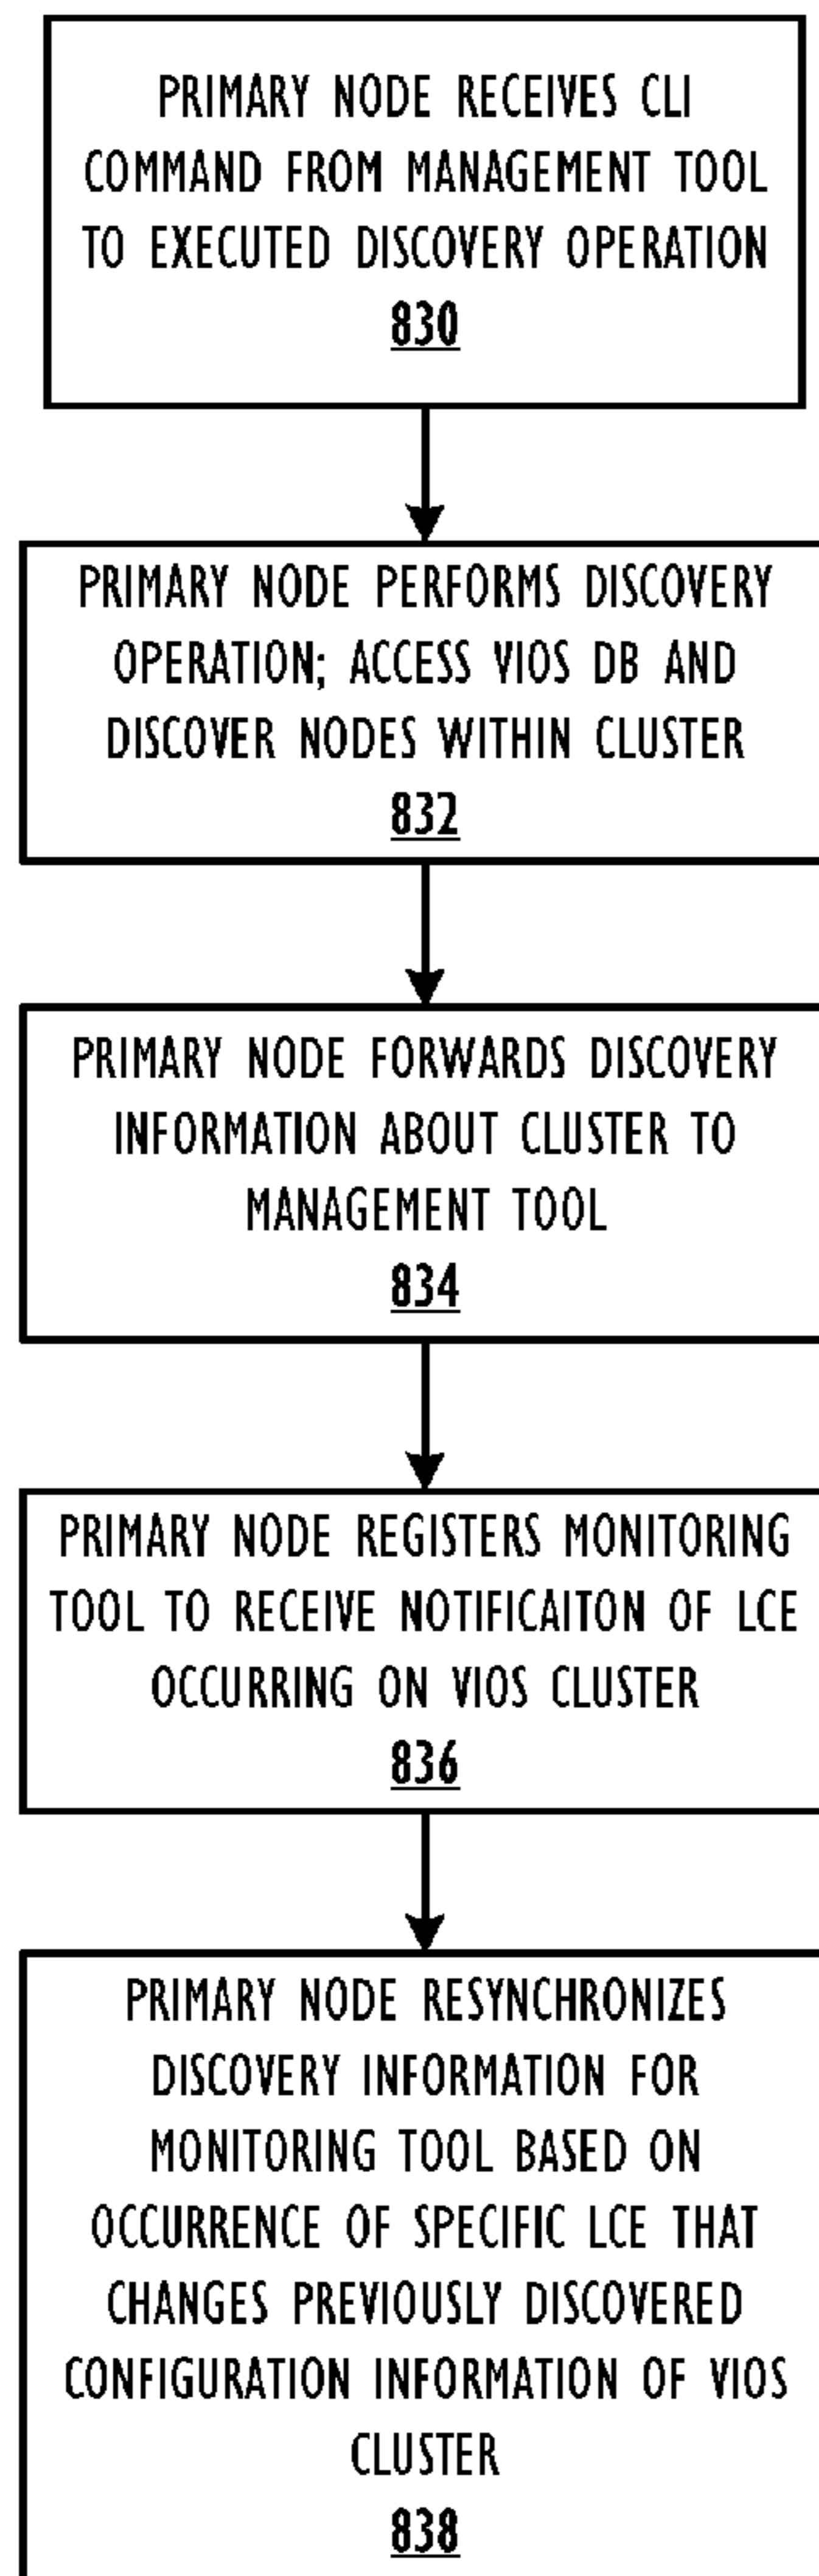 PRIMARY NODE RECEIVES CLI
COMMAND FROM MANAGEMENT TOOL
TO EXECUTED DISCOVERY OPERATION
830
PRIMARY NODE PERFORMS DISCOVERY
OPERATION; ACCESS VIOS DB AND
DISCOVER NODES WITHIN CLUSTER
832
PRIMARY NODE FORWARDS DISCOVERY
INFORMATION ABOUT CLUSTER TO
MANAGEMENT TOOL
834
PRIMARY NODE REGISTERS MONITORING
TOOL TO RECEIVE NOTIFICAITON OF LCE
OCCURRING ON VIOS CLUSTER
836
PRIMARY NODE RESYNCHRONIZES
DISCOVERY INFORMATION FOR
MONITORING TOOL BASED ON
OCCURRENCE OF SPECIFIC LCE THAT
CHANGES PREVIOUSLY DISCOVERED
CONFIGURATION INFORMATION OF VIOS
CLUSTER
838